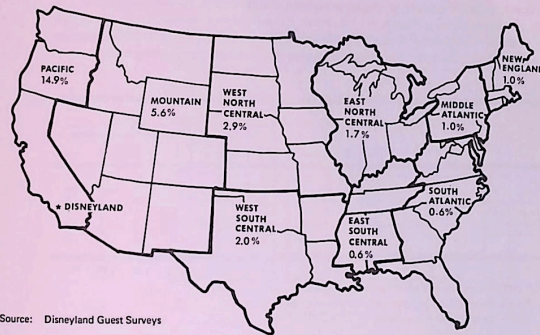 PACIFIC
14.9%
MOUNTAIN
5.6%
WEST
NORTH
CENTRAL
2.9%
EAST
NORTH
CENTRAL
1.7%
NEW
ENGLAND
1.0%
MIDDLE
ATLANTIC
1.0%
* DISNEYLAND
WEST
SOUTH
CENTRAL
2.0%
EAST
SOUTH
CENTRAL
0.6%
SOUTH
ATLANTIC
0.6%
Source: Disneyland Guest Surveys